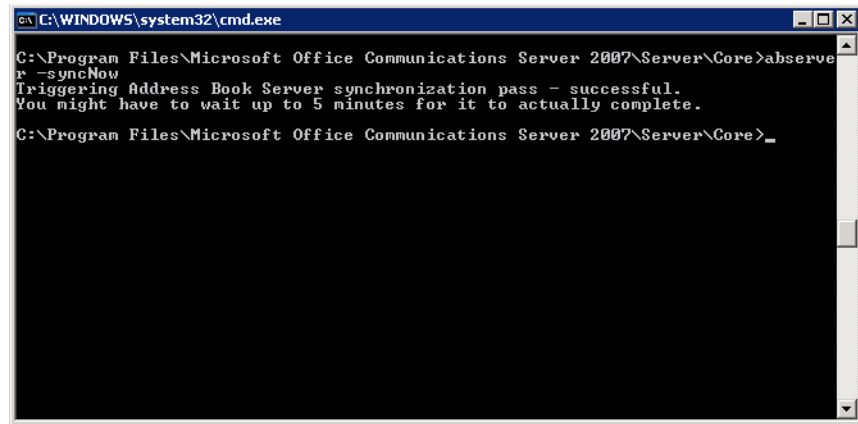 C:\WINDOWS\system32\cmd.exe
C:\Program Files\Microsoft Office Communications Server 2007\Server\Core>abserve
r -syncNow
Triggering Address Book Server synchronization pass - successful.
You might have to wait up to 5 minutes for it to actually complete.
C:\Program Files\Microsoft Office Communications Server 2007\Server\Core>_